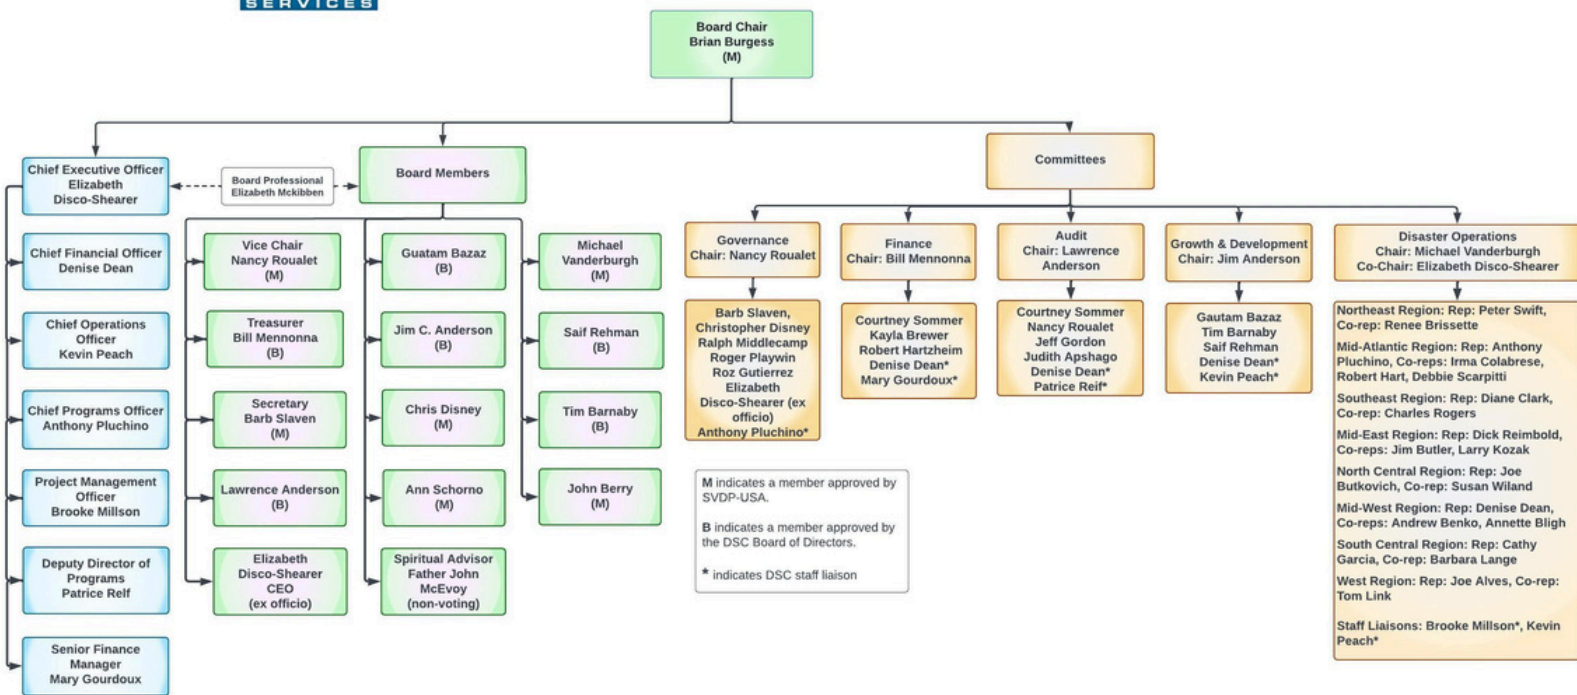 SERVICES
Board Chair
Brian Burgess
(M)
Chief Executive Officer
Elizabeth
Disco-Shearer
Board Professional
Elizabeth Mckibben
Board Members
Committees
Chief Financial Officer
Denise Dean
Chief Operations
Officer
Kevin Peach
Chief Programs Officer
Anthony Pluchino
Project Management
Officer
Brooke Millson
Deputy Director of
Programs
Patrice Relf
Senior Finance
Manager
Mary Gourdoux
Vice Chair
Nancy Roualet
(M)
Treasurer
Bill Mennonna
(B)
Secretary
Barb Slaven
(M)
Lawrence Anderson
(B)
Elizabeth
Disco-Shearer
CEO
(ex officio)
Guatam Bazaz
(B)
Jim C. Anderson
(B)
Chris Disney
(M)
Ann Schorno
(M)
Spiritual Advisor
Father John
McEvoy
(non-voting)
Michael
Vanderburgh
(M)
Saif Rehman
(B)
Tim Barnaby
(B)
John Berry
(M)
Governance
Chair: Nancy Roualet
Barb Slaven,
Christopher Disney
Ralph Middlecamp
Roger Playwin
Roz Gutierrez
Elizabeth
Disco-Shearer (ex
officio)
Anthony Pluchino*
Finance
Chair: Bill Mennonna
Courtney Sommer
Kayla Brewer
Robert Hartzheim
Denise Dean*
Mary Gourdoux*
Audit
Chair: Lawrence
Anderson
Courtney Sommer
Nancy Roualet
Jeff Gordon
Judith Apshago
Denise Dean*
Patrice Reif*
Growth & Development
Chair: Jim Anderson
Gautam Bazaz
Tim Barnaby
Saif Rehman
Denise Dean*
Kevin Peach*
Disaster Operations
Chair: Michael Vanderburgh
Co-Chair: Elizabeth Disco-Shearer
Northeast Region: Rep: Peter Swift,
Co-rep: Renee Brissette
Mid-Atlantic Region: Rep: Anthony
Pluchino, Co-reps: Irma Colabrese,
Robert Hart, Debbie Scarpitti
Southeast Region: Rep: Diane Clark,
Co-rep: Charles Rogers
Mid-East Region: Rep: Dick Reimbold,
Co-reps: Jim Butler, Larry Kozak
North Central Region: Rep: Joe
Butkovich, Co-rep: Susan Wiland
Mid-West Region: Rep: Denise Dean,
Co-reps: Andrew Benko, Annette Bligh
South Central Region: Rep: Cathy
Garcia, Co-rep: Barbara Lange
West Region: Rep: Joe Alves, Co-rep:
Tom Link
Staff Liaisons: Brooke Millson*, Kevin
Peach*
M indicates a member approved by
SVDP-USA.
B indicates a member approved by
the DSC Board of Directors.
* indicates DSC staff liaison